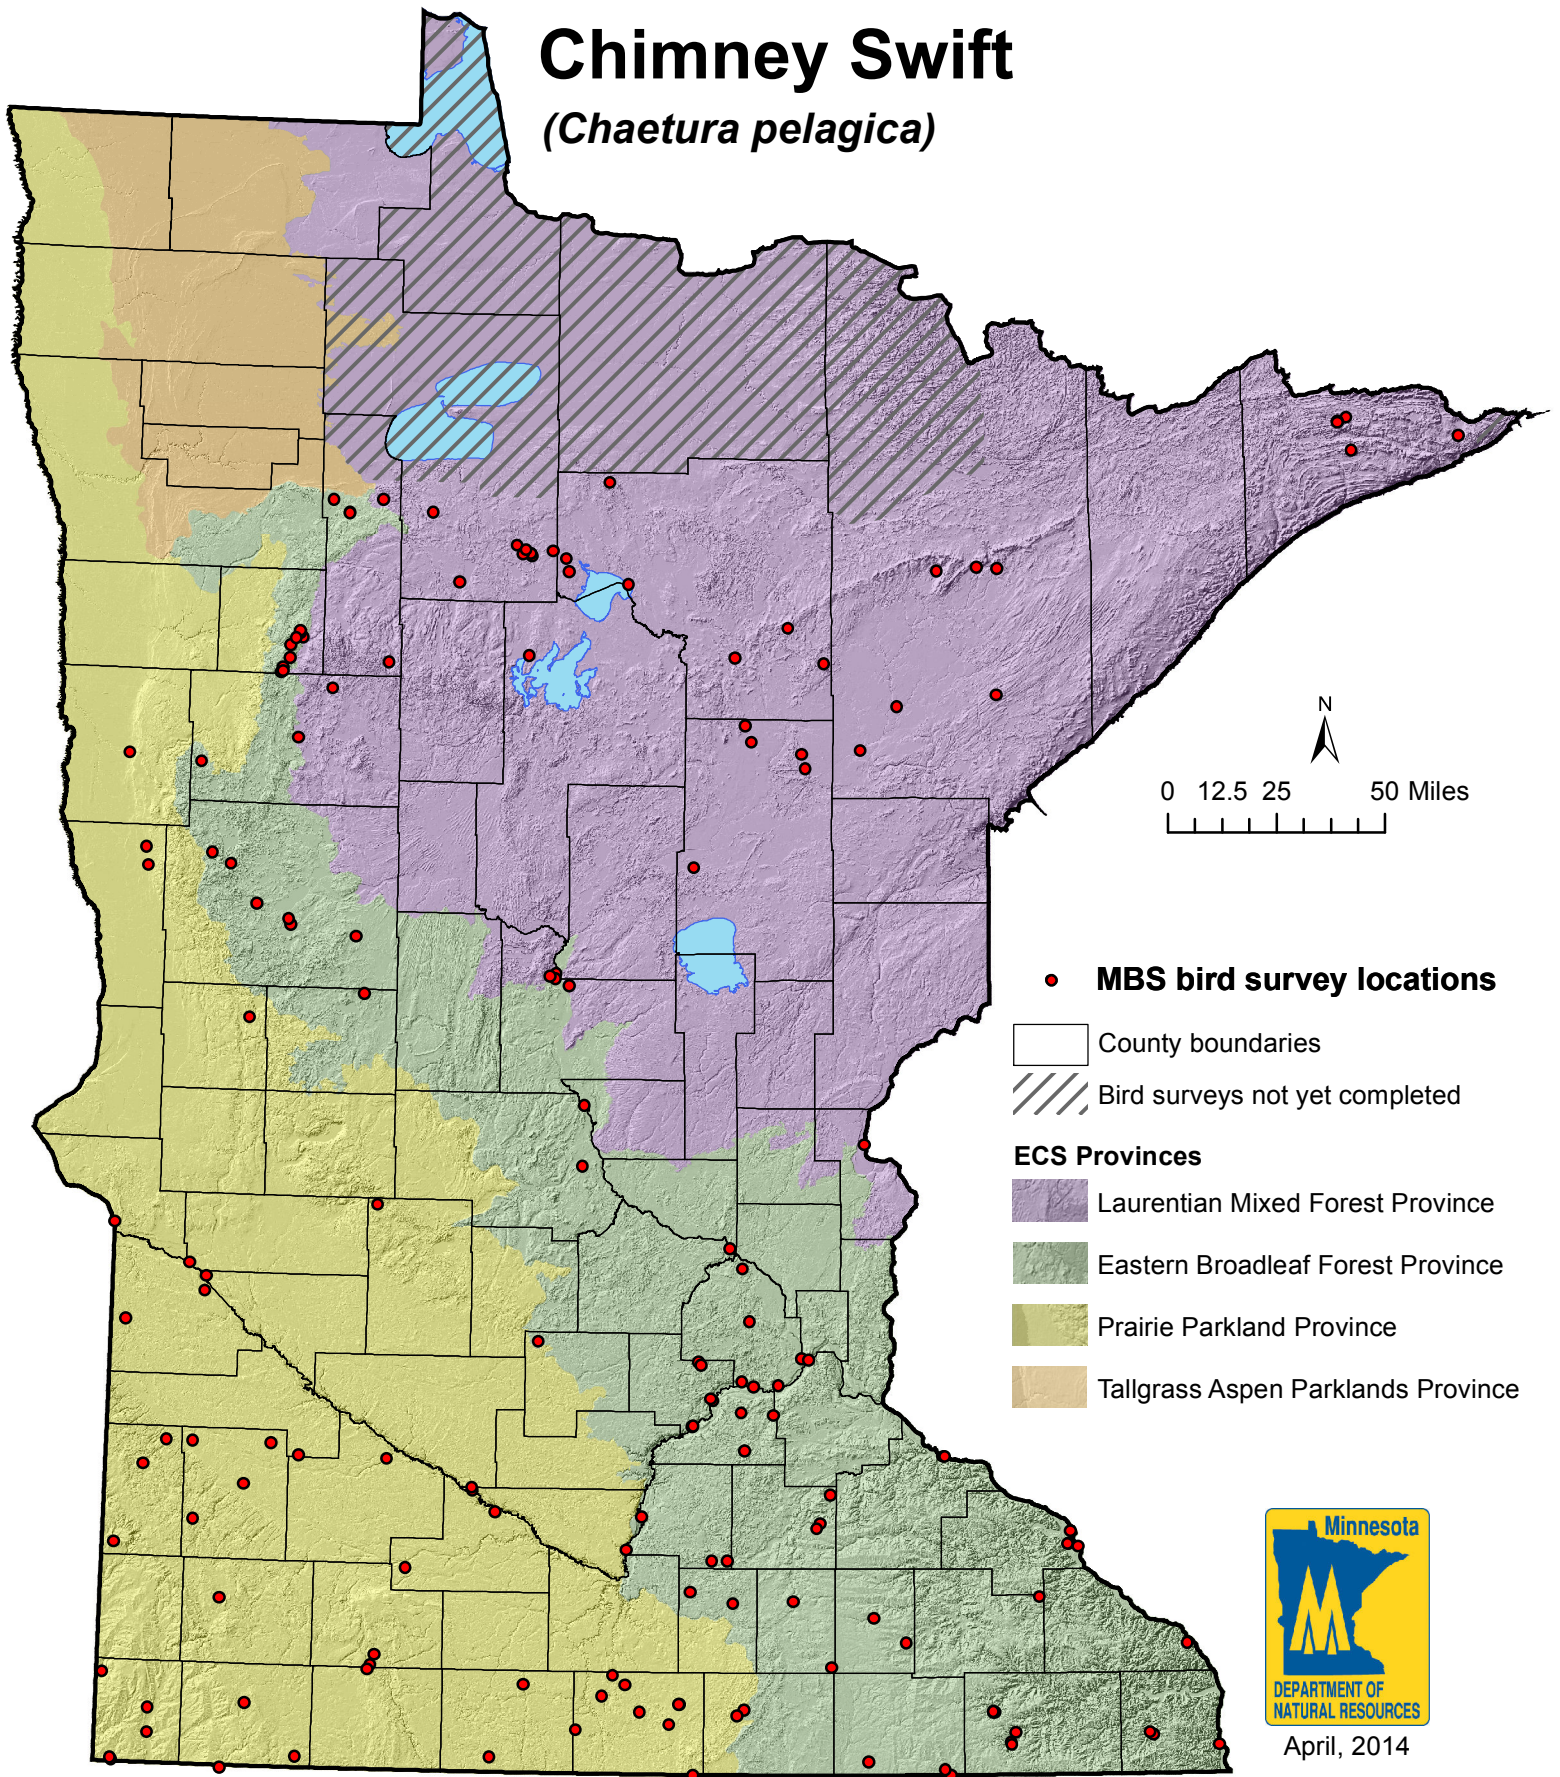 Chimney Swift
(Chaetura pelagica)
N
0 12.5 25 50 Miles
MBS bird survey locations
County boundaries
Bird surveys not yet completed
ECS Provinces
Laurentian Mixed Forest Province
Eastern Broadleaf Forest Province
Prairie Parkland Province
Tallgrass Aspen Parklands Province
Minnesota
DEPARTMENT OF
NATURAL RESOURCES
April, 2014